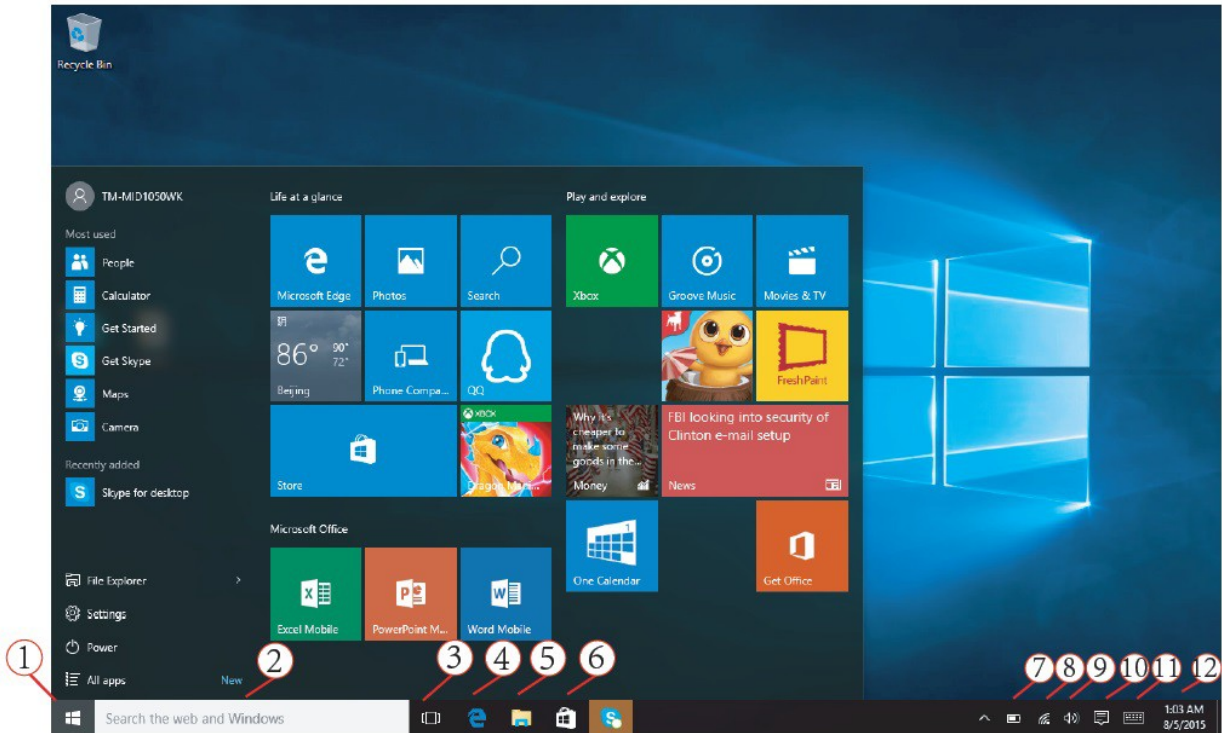 Recycle Bin
TM-MID1050WK
Most used
People
Calculator
Get Started
Get Skype
Maps
Camera
Recently added
Skype for desktop
File Explorer
Settings
Power
All apps New
Life at a glance
Microsoft Edge
Photos
Search
86° 90° 72°
Beijing
Phone Compa...
QQ
Store
XBOX
Microsoft Office
Excel Mobile
PowerPoint M...
Word Mobile
Play and explore
Xbox
Groove Music
Movies & TV
FreshPaint
Why it's
cheaper to
make some
goods in the...
Money
FBI looking into security of
Clinton e-mail setup
News
1
One Calendar
Get Office
1 2 3 4 5 6 7 8 9 10 11 12
Search the web and Windows
1:03 AM
8/5/2015